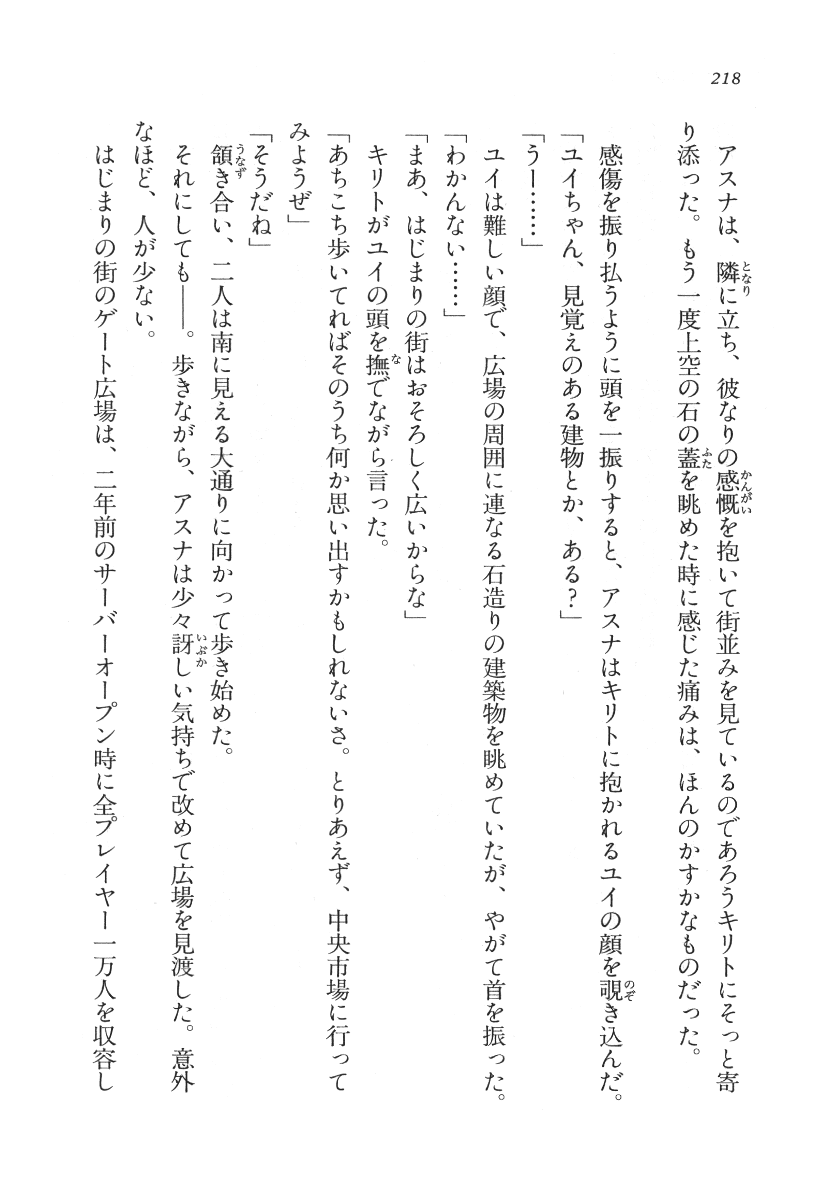 218
アスナは、隣に立ち、彼なりの感慨を抱いて街並みを見ているのであろうキリトにそっと寄
り添った。もう一度上空の石の蓋を眺めた時に感じた痛みは、ほんのかすかなものだった。
感傷を振り払うように頭を一振りすると、アスナはキリトに抱かれるユイの顔を覗き込んだ。
「ユイちゃん、見覚えのある建物とか、ある?」
「うー……」
ユイは難しい顔で、広場の周囲に連なる石造りの建築物を眺めていたが、やがて首を振った。
「わかんない……」
「まあ、はじまりの街はおそろしく広いからな」
キリトがユイの頭を撫でながら言った。
「あちこち歩いてればそのうち何か思い出すかもしれないさ。とりあえず、中央市場に行って
みようぜ」
「そうだね」
頷き合い、二人は南に見える大通りに向かって歩き始めた。
それにしても——。歩きながら、アスナは少々訝しい気持ちで改めて広場を見渡した。意外
なほど、人が少ない。
はじまりの街のゲート広場は、二年前のサーバーオープン時に全プレイヤー一万人を収容し